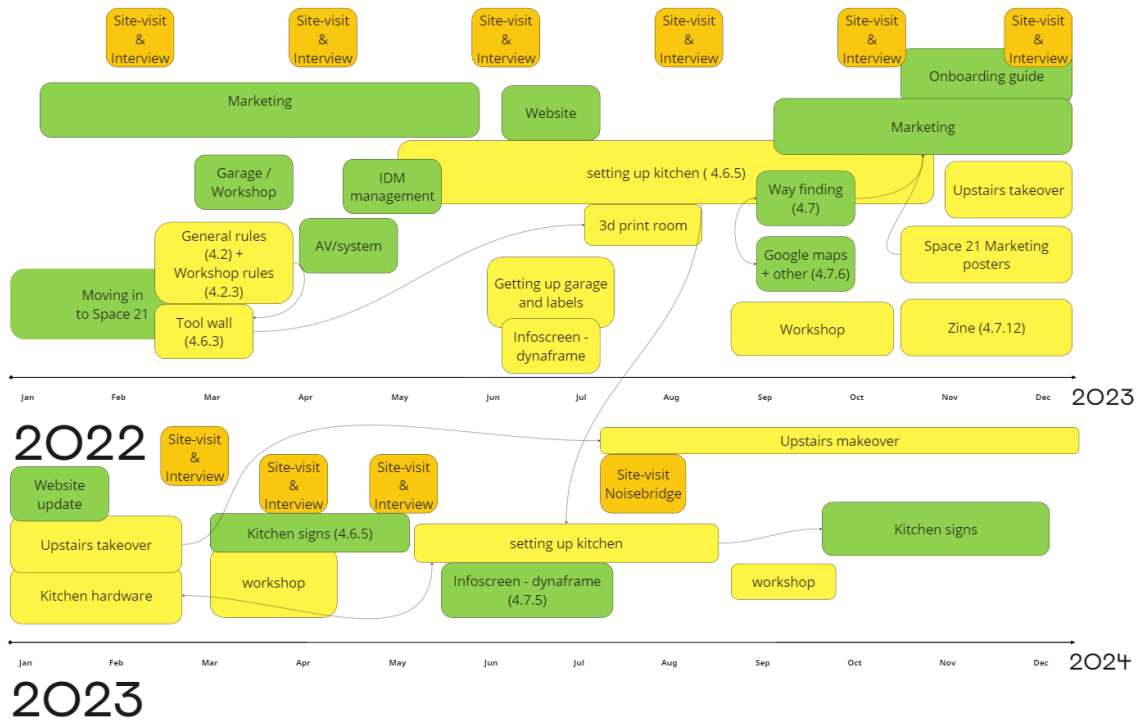 Site-visit
&
Interview
Site-visit
&
Interview
Site-visit
&
Interview
Site-visit
&
Interview
Site-visit
&
Interview
Site-visit
&
Interview
Onboarding guide
Marketing
Website
Marketing
Garage /
Workshop
IDM
management
setting up kitchen ( 4.6.5)
Way finding
(4.7)
Upstairs takeover
General rules
(4.2) +
Workshop rules
(4.2.3)
AV/system
3d print room
Google maps
+ other (4.7.6)
Space 21 Marketing
posters
Moving in
to Space 21
Tool wall
(4.6.3)
Getting up garage
and labels
Infoscreen -
dynaframe
Workshop
Zine (4.7.12)
Jan Feb Mar Apr May Jun Jul Aug Sep Oct Nov Dec 2023
2022
Site-visit
&
Interview
Site-visit
&
Interview
Site-visit
&
Interview
Upstairs makeover
Site-visit
Noisebridge
Website
update
Upstairs takeover
Kitchen hardware
Kitchen signs (4.6.5)
workshop
setting up kitchen
Infoscreen - dynaframe
(4.7.5)
workshop
Kitchen signs
Jan Feb Mar Apr May Jun Jul Aug Sep Oct Nov Dec 2024
2023